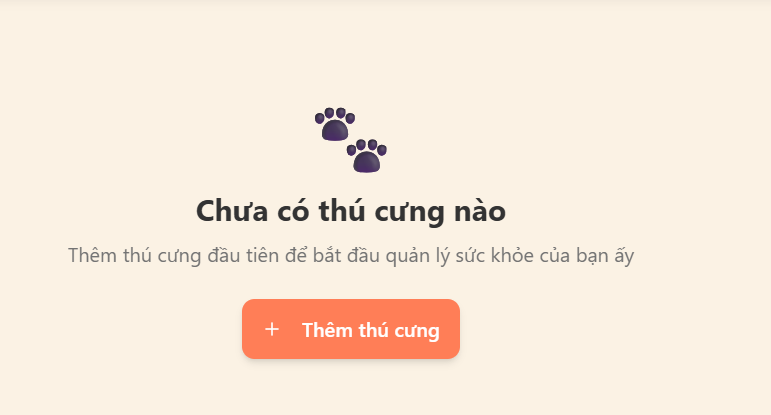 Chưa có thú cưng nào
Thêm thú cưng đầu tiên để bắt đầu quản lý sức khỏe của bạn ấy
+ Thêm thú cưng